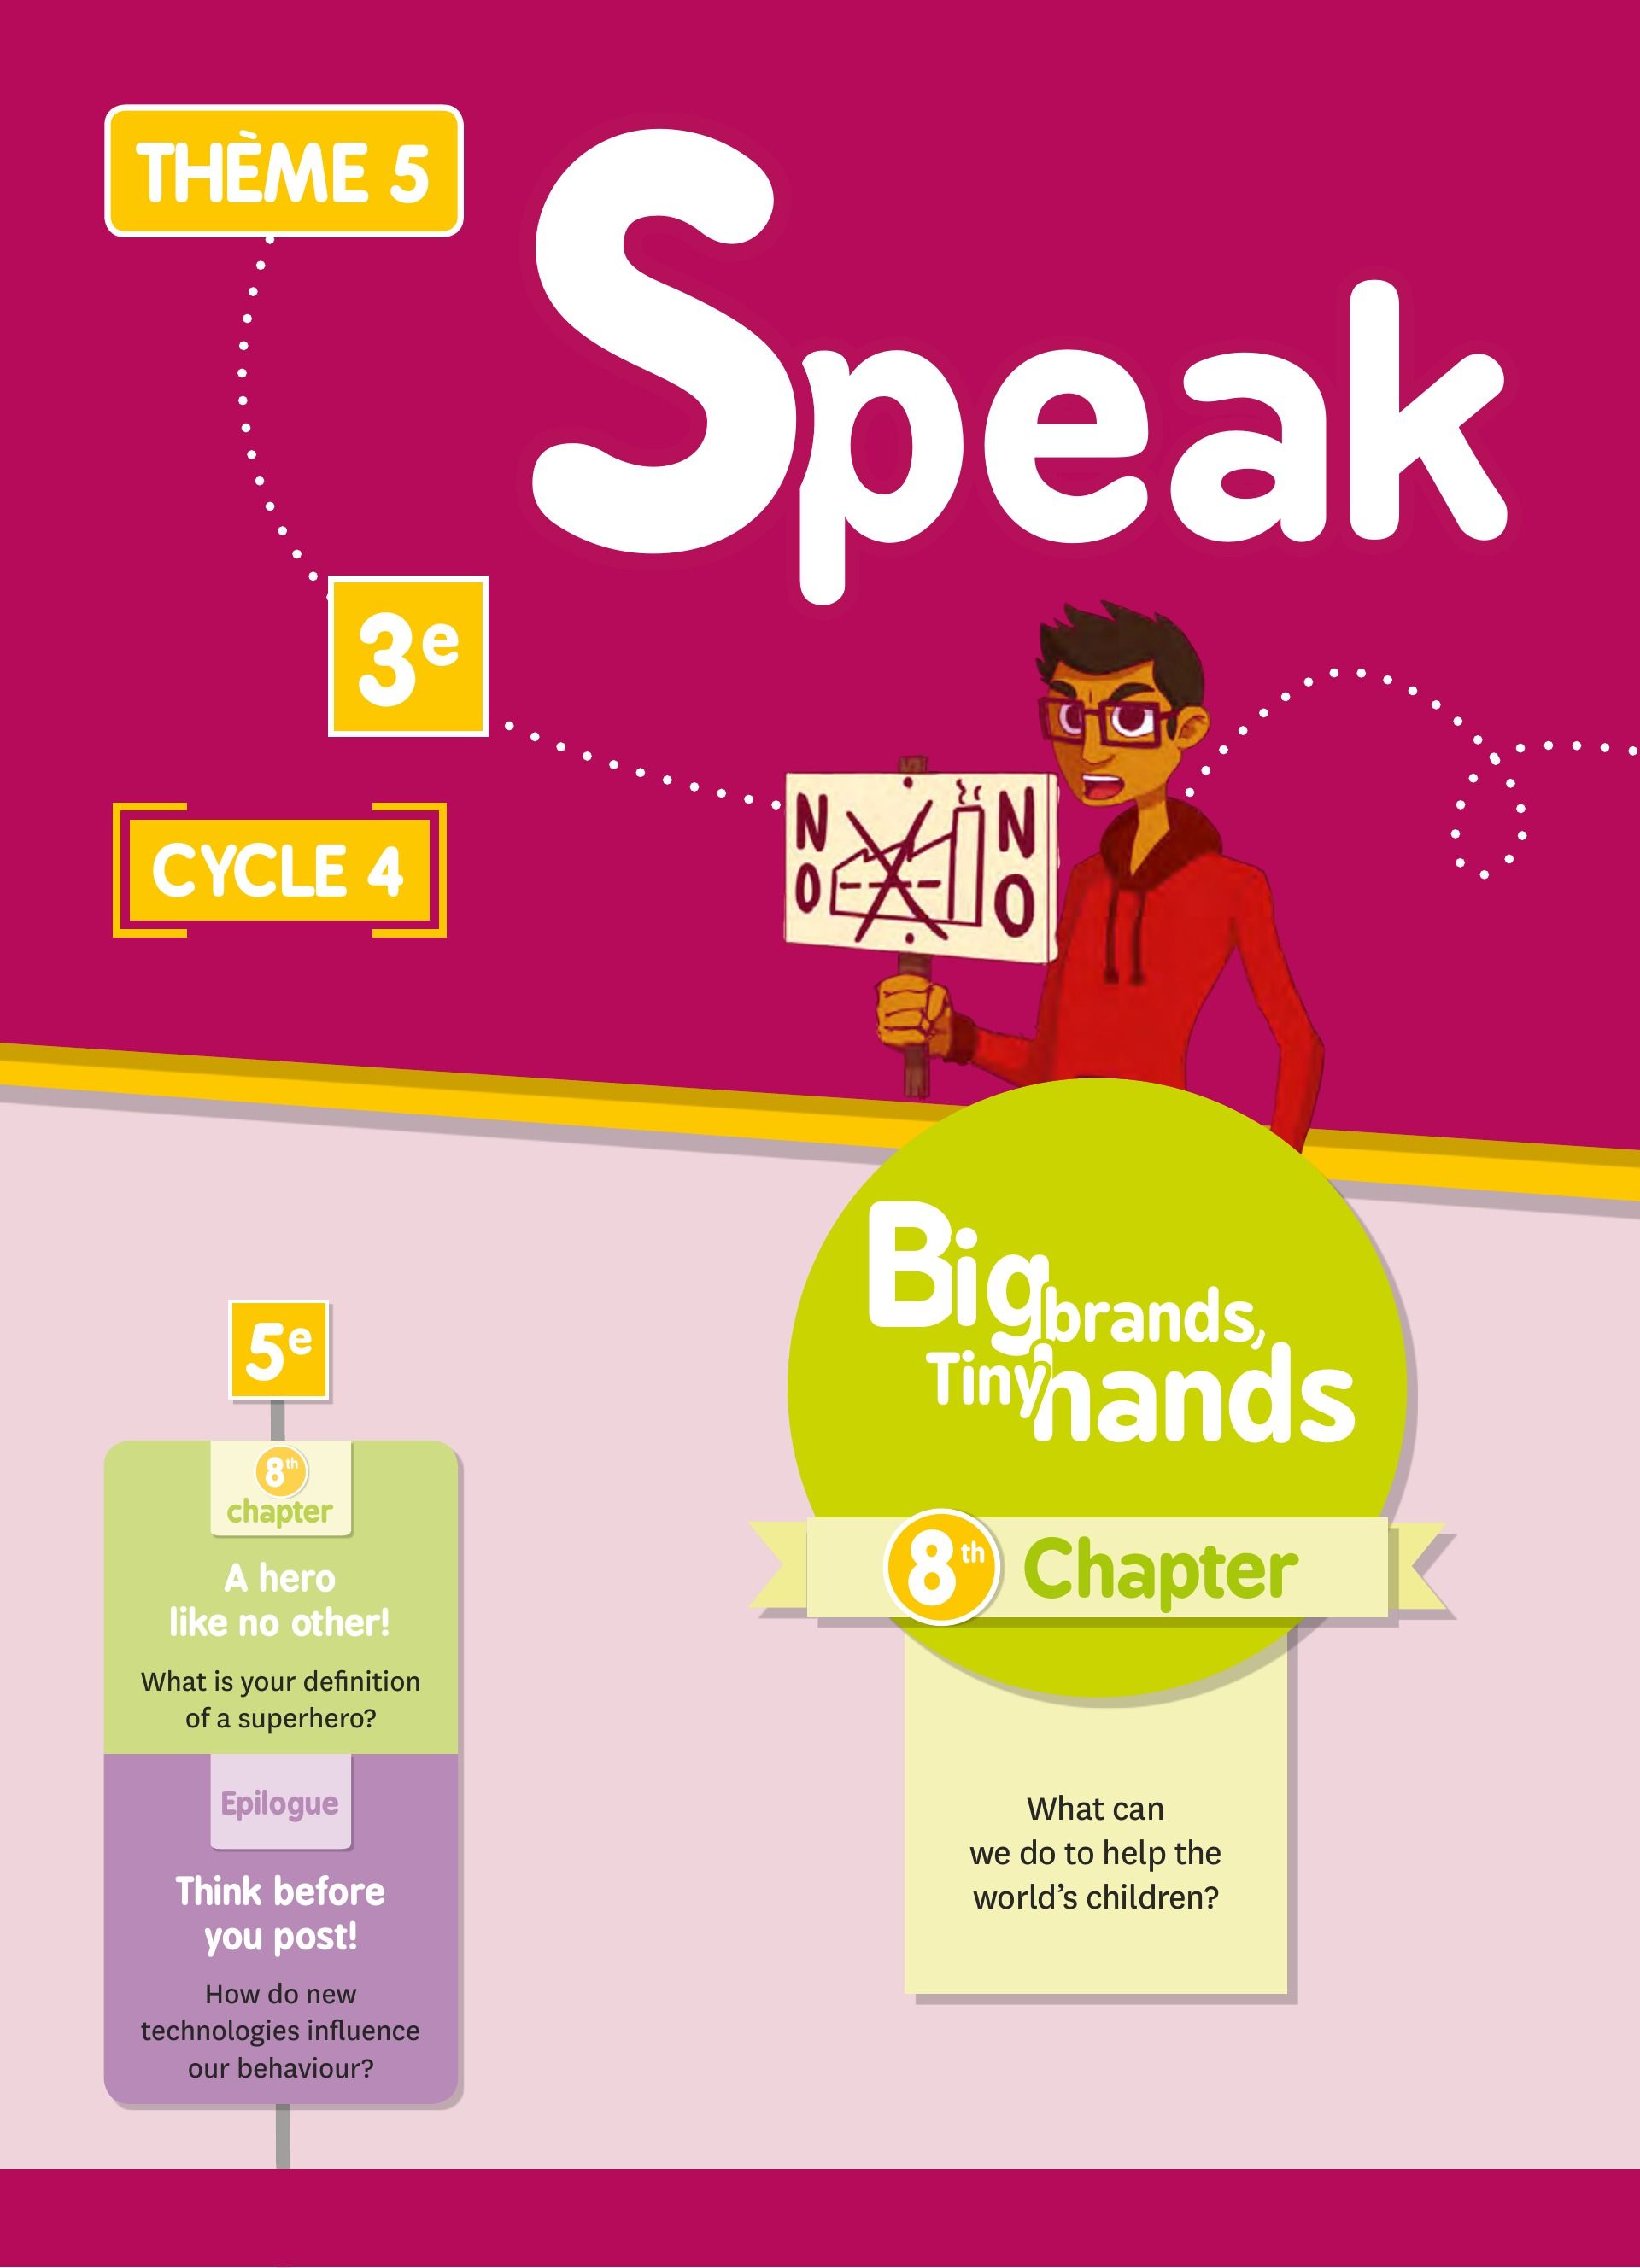 THÈME 5
Speak
3e
CYCLE 4
N N
O O
Big brands,
Tiny hands
8th Chapter
What can
we do to help the
world's children?
5e
8th
chapter
A hero
like no other!
What is your definition
of a superhero?
Epilogue
Think before
you post!
How do new
technologies influence
our behaviour?